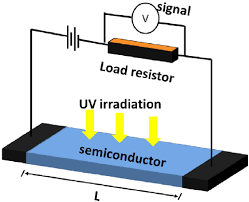 signal
V
Load resistor
UV irradiation
semiconductor
L